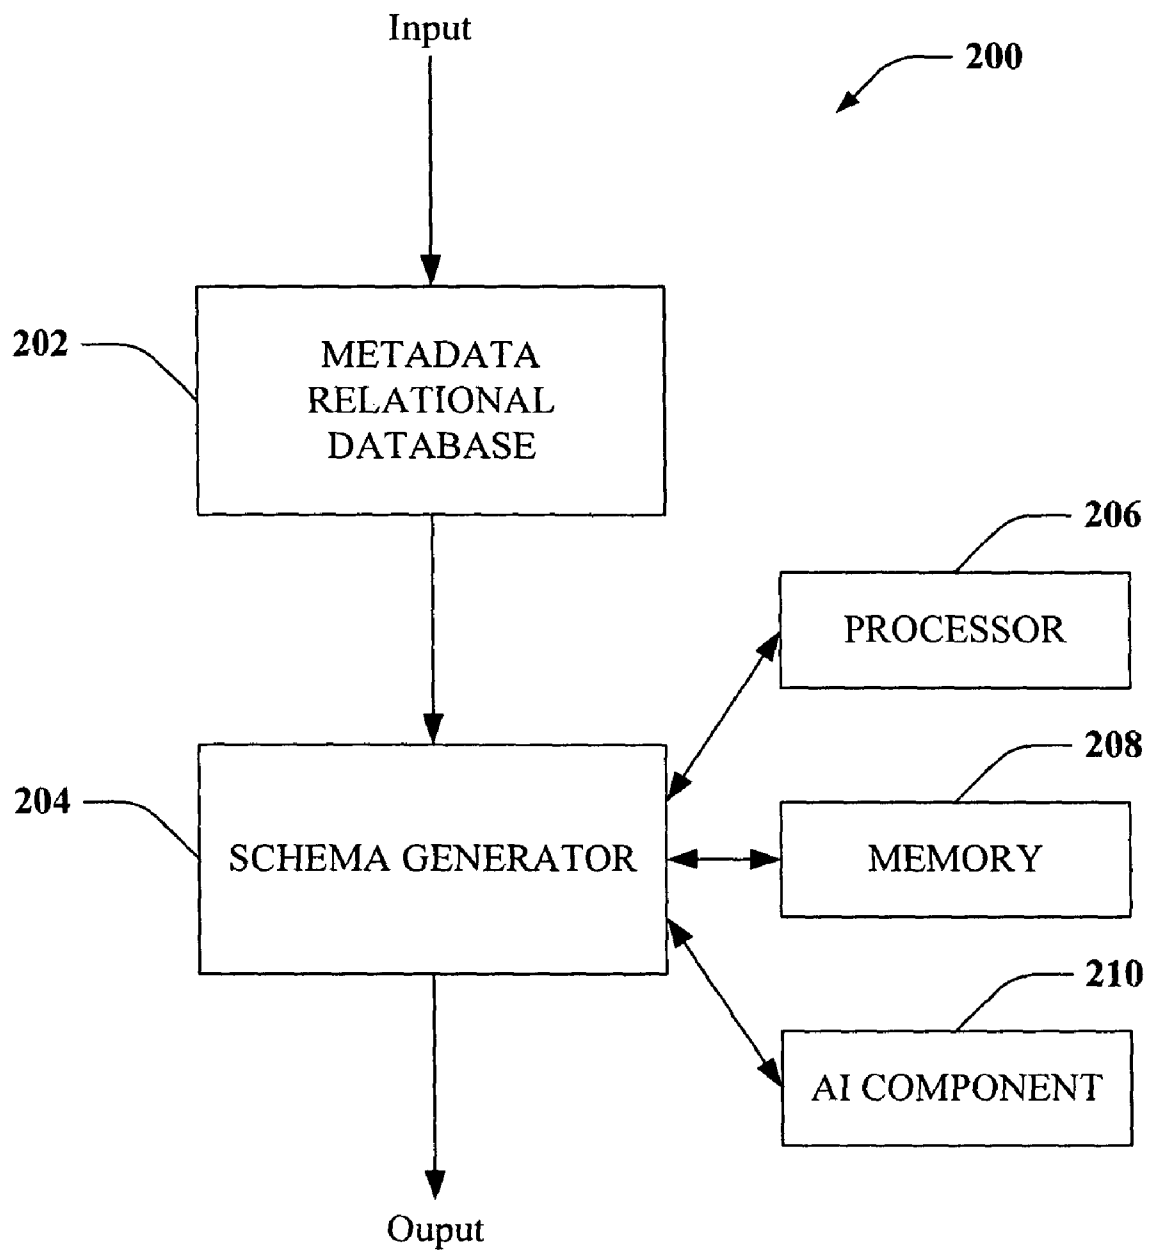 Input
200
202
METADATA
RELATIONAL
DATABASE
206
PROCESSOR
204
SCHEMA GENERATOR
208
MEMORY
210
AI COMPONENT
Ouput